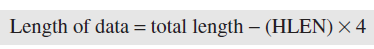 Length of data = total length – (HLEN) × 4